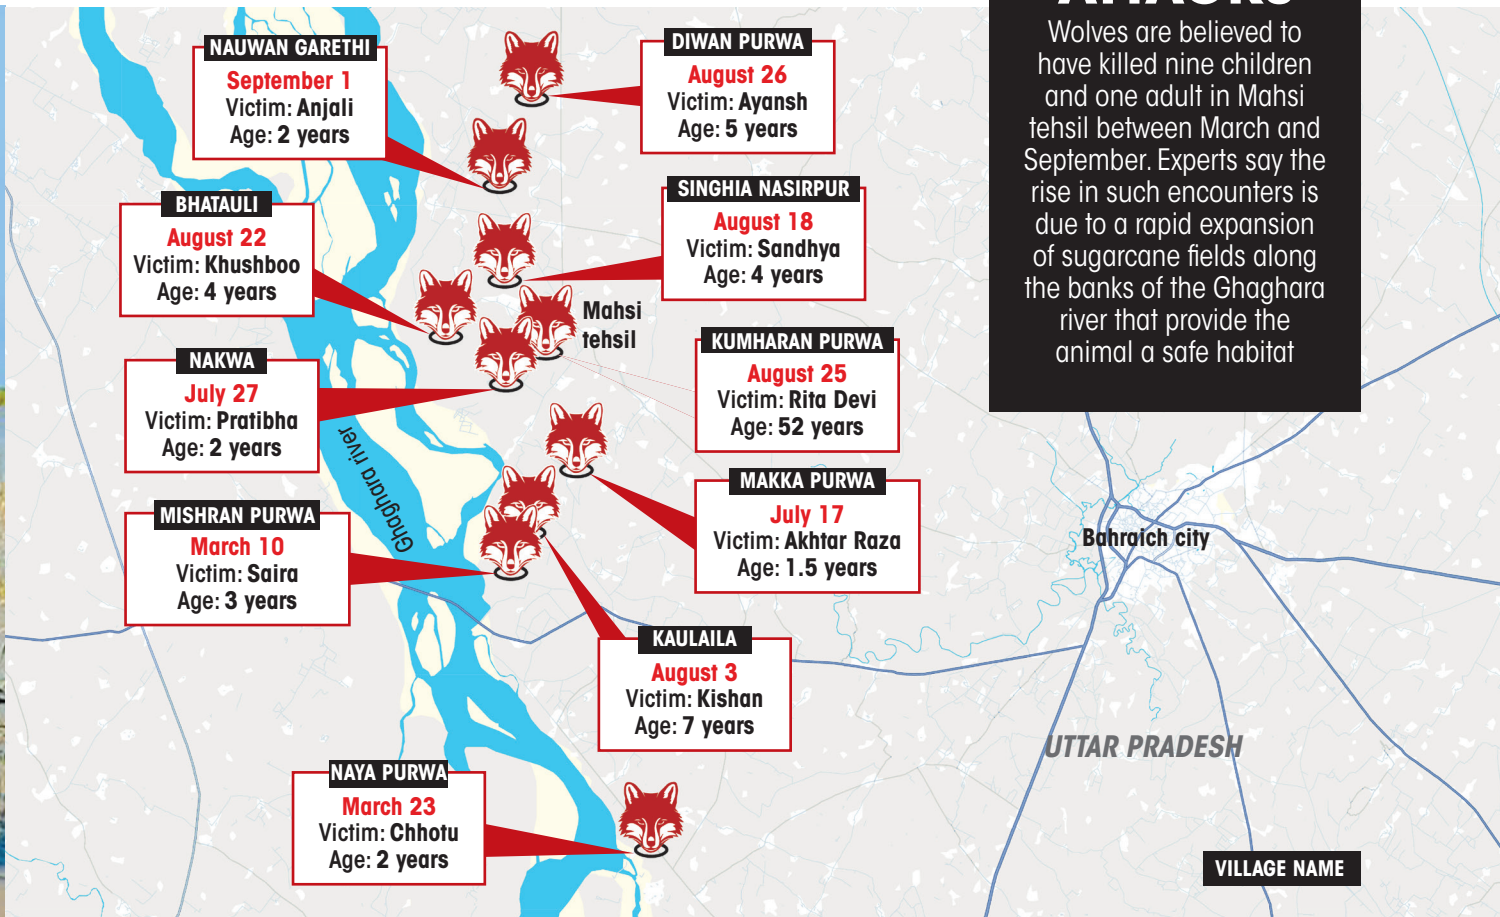 NAUWAN GARETHI
September 1
Victim: Anjali
Age: 2 years
DIWAN PURWA
August 26
Victim: Ayansh
Age: 5 years
BHATAULI
August 22
Victim: Khushboo
Age: 4 years
SINGHIA NASIRPUR
August 18
Victim: Sandhya
Age: 4 years
Mahsi
tehsil
NAKWA
July 27
Victim: Pratibha
Age: 2 years
KUMHARAN PURWA
August 25
Victim: Rita Devi
Age: 52 years
Ghaghara river
MISHRAN PURWA
March 10
Victim: Saira
Age: 3 years
MAKKA PURWA
July 17
Victim: Akhtar Raza
Age: 1.5 years
KAULAILA
August 3
Victim: Kishan
Age: 7 years
NAYA PURWA
March 23
Victim: Chhotu
Age: 2 years
Wolves are believed to
have killed nine children
and one adult in Mahsi
tehsil between March and
September. Experts say the
rise in such encounters is
due to a rapid expansion
of sugarcane fields along
the banks of the Ghaghara
river that provide the
animal a safe habitat
Bahraich city
UTTAR PRADESH
VILLAGE NAME